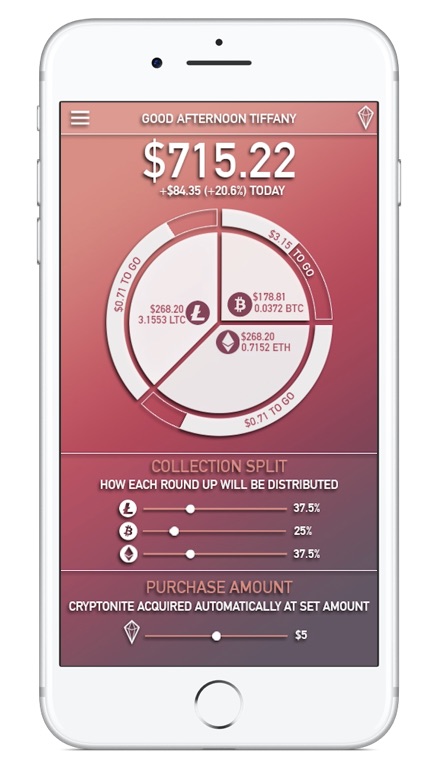 GOOD AFTERNOON TIFFANY
$715.22
+$84.35 (+20.6%) TODAY
$3.15 TO GO
$0.71 TO GO
$268.20
3.1553 LTC
$178.81
0.0372 BTC
$268.20
0.7152 ETH
$0.71 TO GO
COLLECTION SPLIT
HOW EACH ROUND UP WILL BE DISTRIBUTED
37.5%
25%
37.5%
PURCHASE AMOUNT
CRYPTONITE ACQUIRED AUTOMATICALLY AT SET AMOUNT
$5